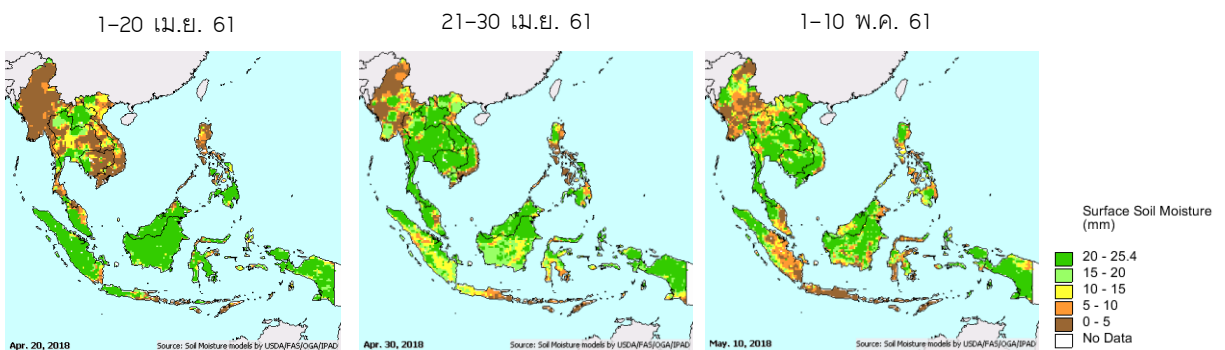 1-20 เม.ย. 61
21-30 เม.ย. 61
1-10 พ.ค. 61
Apr. 20, 2018
Source: Soil Moisture models by USDA/FAS/OGA/IPAD
Apr. 30, 2018
Source: Soil Moisture models by USDA/FAS/OGA/IPAD
May. 10, 2018
Source: Soil Moisture models by USDA/FAS/OGA/IPAD
Surface Soil Moisture
(mm)
20 - 25.4
15 - 20
10 - 15
5 - 10
0 - 5
No Data